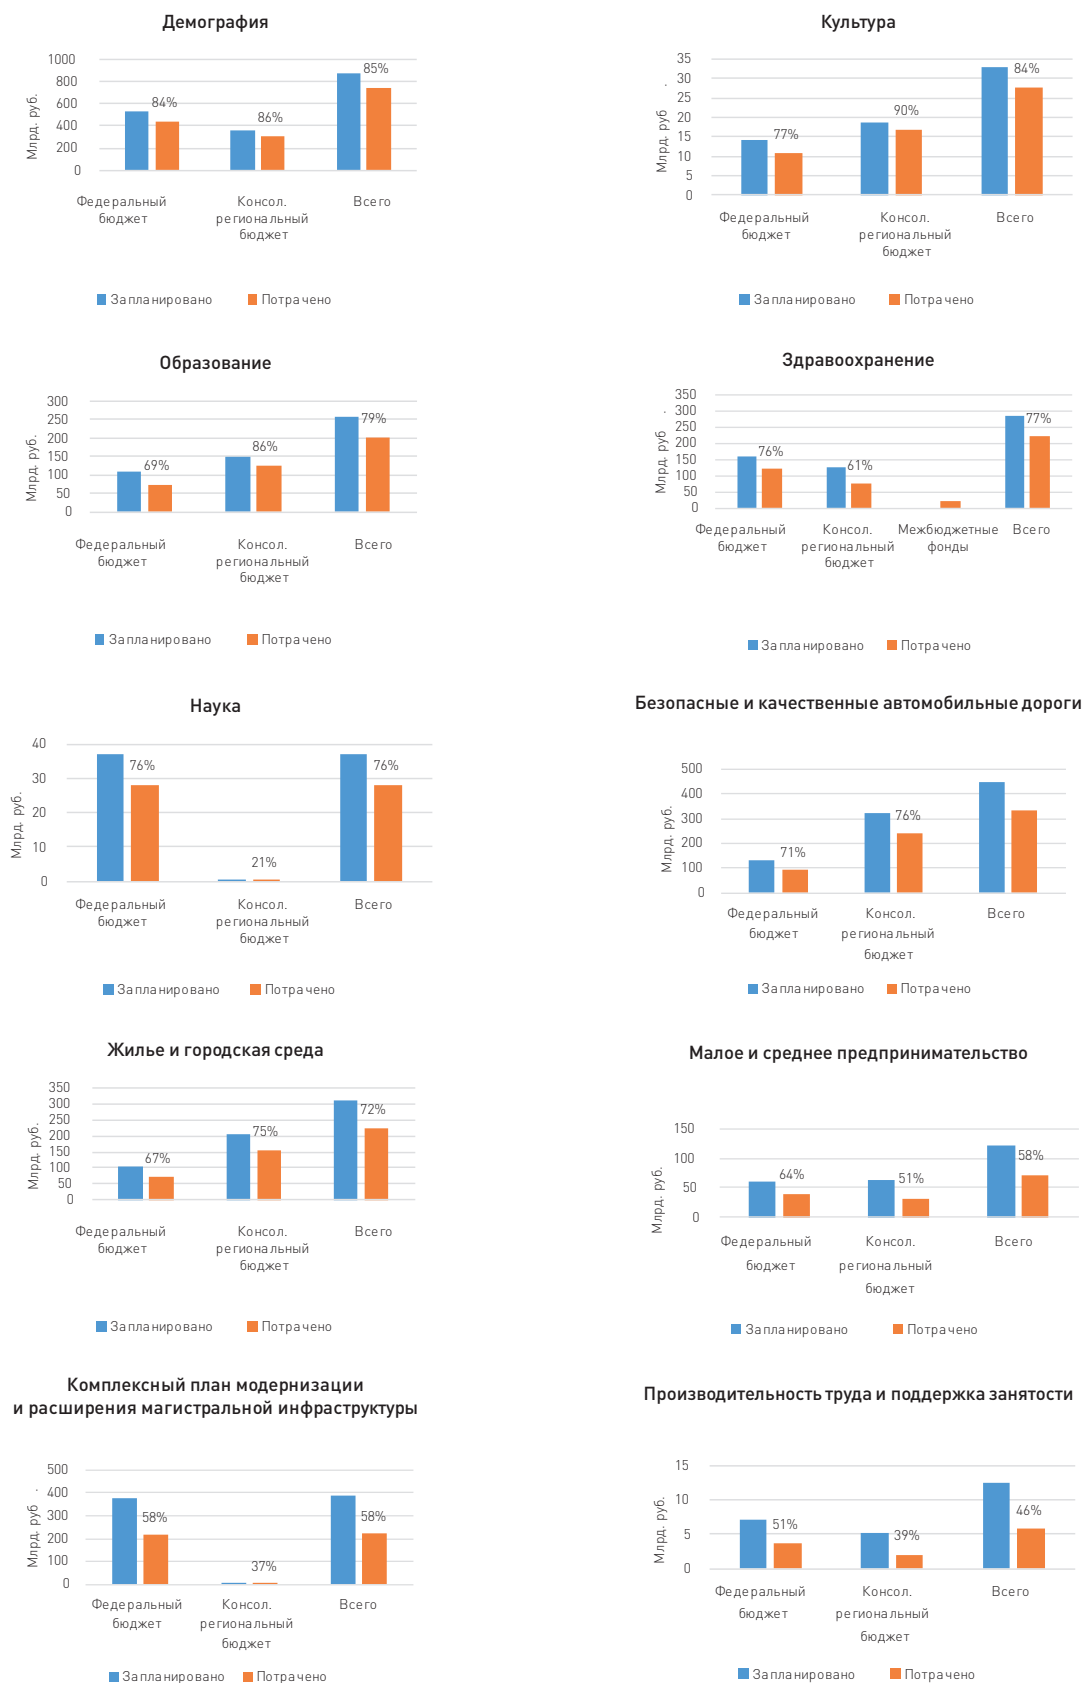 Демография
Млрд. руб.
1000
800
600
400
200
0
84%
86%
85%
Федеральный
бюджет
Консол.
региональный
бюджет
Всего
Запланировано
Потрачено
Культура
Млрд. руб .
35
30
25
20
15
10
5
0
77%
90%
84%
Федеральный
бюджет
Консол.
региональный
бюджет
Всего
Запланировано
Потрачено
Образование
Млрд. руб.
300
250
200
150
100
50
0
69%
86%
79%
Федеральный
бюджет
Консол.
региональный
бюджет
Всего
Запланировано
Потрачено
Здравоохранение
Млрд. руб .
350
300
250
200
150
100
50
0
76%
61%
77%
Федеральный
бюджет
Консол.
региональный
бюджет
Межбюджетные
фонды
Всего
Запланировано
Потрачено
Наука
Млрд. руб.
40
30
20
10
0
76%
21%
76%
Федеральный
бюджет
Консол.
региональный
бюджет
Всего
Запланировано
Потрачено
Безопасные и качественные автомобильные дороги
Млрд. руб.
500
400
300
200
100
0
71%
76%
Федеральный
бюджет
Консол.
региональный
бюджет
Всего
Запланировано
Потрачено
Жилье и городская среда
Млрд. руб.
350
300
250
200
150
100
50
0
67%
75%
72%
Федеральный
бюджет
Консол.
региональный
бюджет
Всего
Запланировано
Потрачено
Малое и среднее предпринимательство
Млрд. руб.
150
100
50
0
64%
51%
58%
Федеральный
бюджет
Консол.
региональный
бюджет
Всего
Запланировано
Потрачено
Комплексный план модернизации
и расширения магистральной инфраструктуры
Млрд. руб .
500
400
300
200
100
0
58%
37%
58%
Федеральный
бюджет
Консол.
региональный
бюджет
Всего
Запланировано
Потрачено
Производительность труда и поддержка занятости
Млрд. руб.
15
10
5
0
51%
39%
46%
Федеральный
бюджет
Консол.
региональный
бюджет
Всего
Запланировано
Потрачено